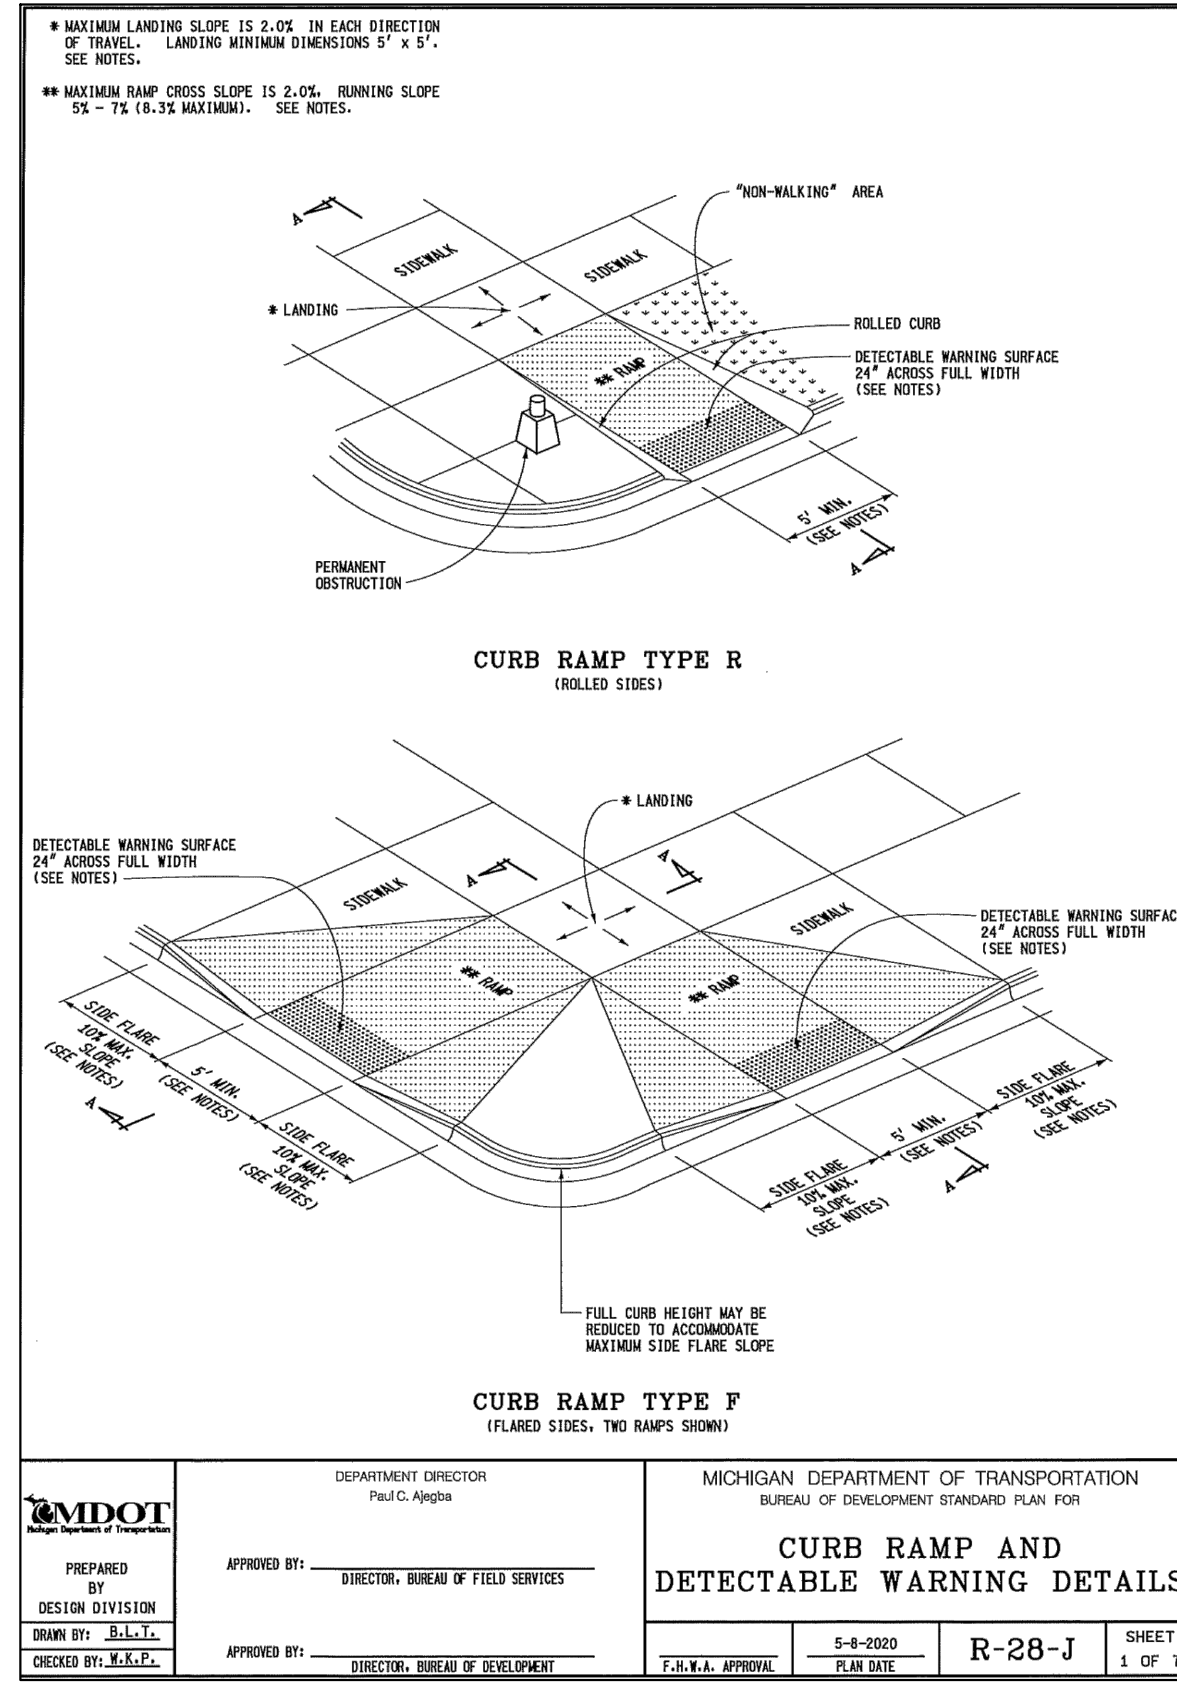 * MAXIMUM LANDING SLOPE IS 2.0% IN EACH DIRECTION
OF TRAVEL. LANDING MINIMUM DIMENSIONS 5' x 5'.
SEE NOTES.
** MAXIMUM RAMP CROSS SLOPE IS 2.0%, RUNNING SLOPE
5% - 7% (8.3% MAXIMUM). SEE NOTES.
"NON-WALKING" AREA
A
SIDEWALK
SIDEWALK
* LANDING
ROLLED CURB
DETECTABLE WARNING SURFACE
24" ACROSS FULL WIDTH
(SEE NOTES)
** RAMP
5' MIN.
(SEE NOTES)
A
PERMANENT
OBSTRUCTION
CURB RAMP TYPE R
(ROLLED SIDES)
* LANDING
DETECTABLE WARNING SURFACE
24" ACROSS FULL WIDTH
(SEE NOTES)
A
A
SIDEWALK
SIDEWALK
DETECTABLE WARNING SURFAC
24" ACROSS FULL WIDTH
(SEE NOTES)
** RAMP
** RAMP
SIDE FLARE
10% MAX.
SLOPE
(SEE NOTES)
5' MIN.
(SEE NOTES)
A
SIDE FLARE
10% MAX.
SLOPE
(SEE NOTES)
SIDE FLARE
10% MAX.
SLOPE
(SEE NOTES)
5' MIN.
(SEE NOTES)
A
SIDE FLARE
10% MAX.
SLOPE
(SEE NOTES)
FULL CURB HEIGHT MAY BE
REDUCED TO ACCOMMODATE
MAXIMUM SIDE FLARE SLOPE
CURB RAMP TYPE F
(FLARED SIDES, TWO RAMPS SHOWN)
MDOT
Michigan Department of Transportation
PREPARED
BY
DESIGN DIVISION
DRAWN BY: B.L.T.
CHECKED BY: W.K.P.
DEPARTMENT DIRECTOR
Paul C. Ajegba
APPROVED BY:
DIRECTOR, BUREAU OF FIELD SERVICES
APPROVED BY:
DIRECTOR, BUREAU OF DEVELOPMENT
MICHIGAN DEPARTMENT OF TRANSPORTATION
BUREAU OF DEVELOPMENT STANDARD PLAN FOR
CURB RAMP AND
DETECTABLE WARNING DETAILS
F.H.W.A. APPROVAL
5-8-2020
PLAN DATE
R-28-J
SHEET
1 OF 7